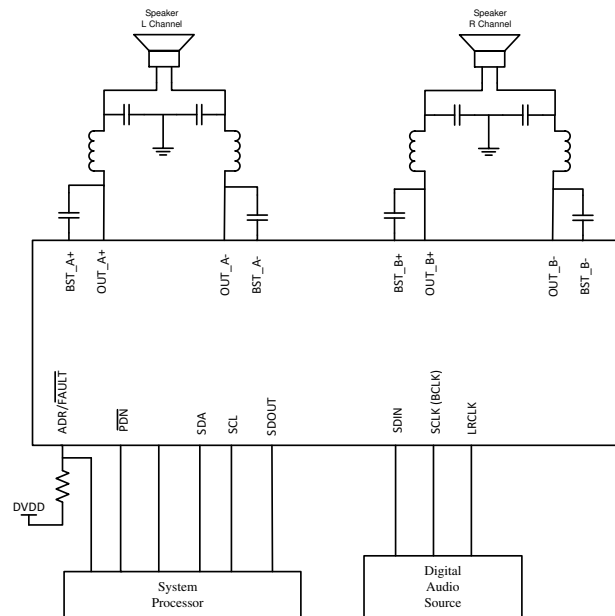 Speaker
L Channel
Speaker
R Channel
BST_A+
OUT_A+
OUT_A-
BST_A-
BST_B+
OUT_B+
OUT_B-
BST_B-
ADR/FAULT
PDN
SDA
SCL
SDOUT
SDIN
SCLK (BCLK)
LRCLK
DVDD
System
Processor
Digital
Audio
Source